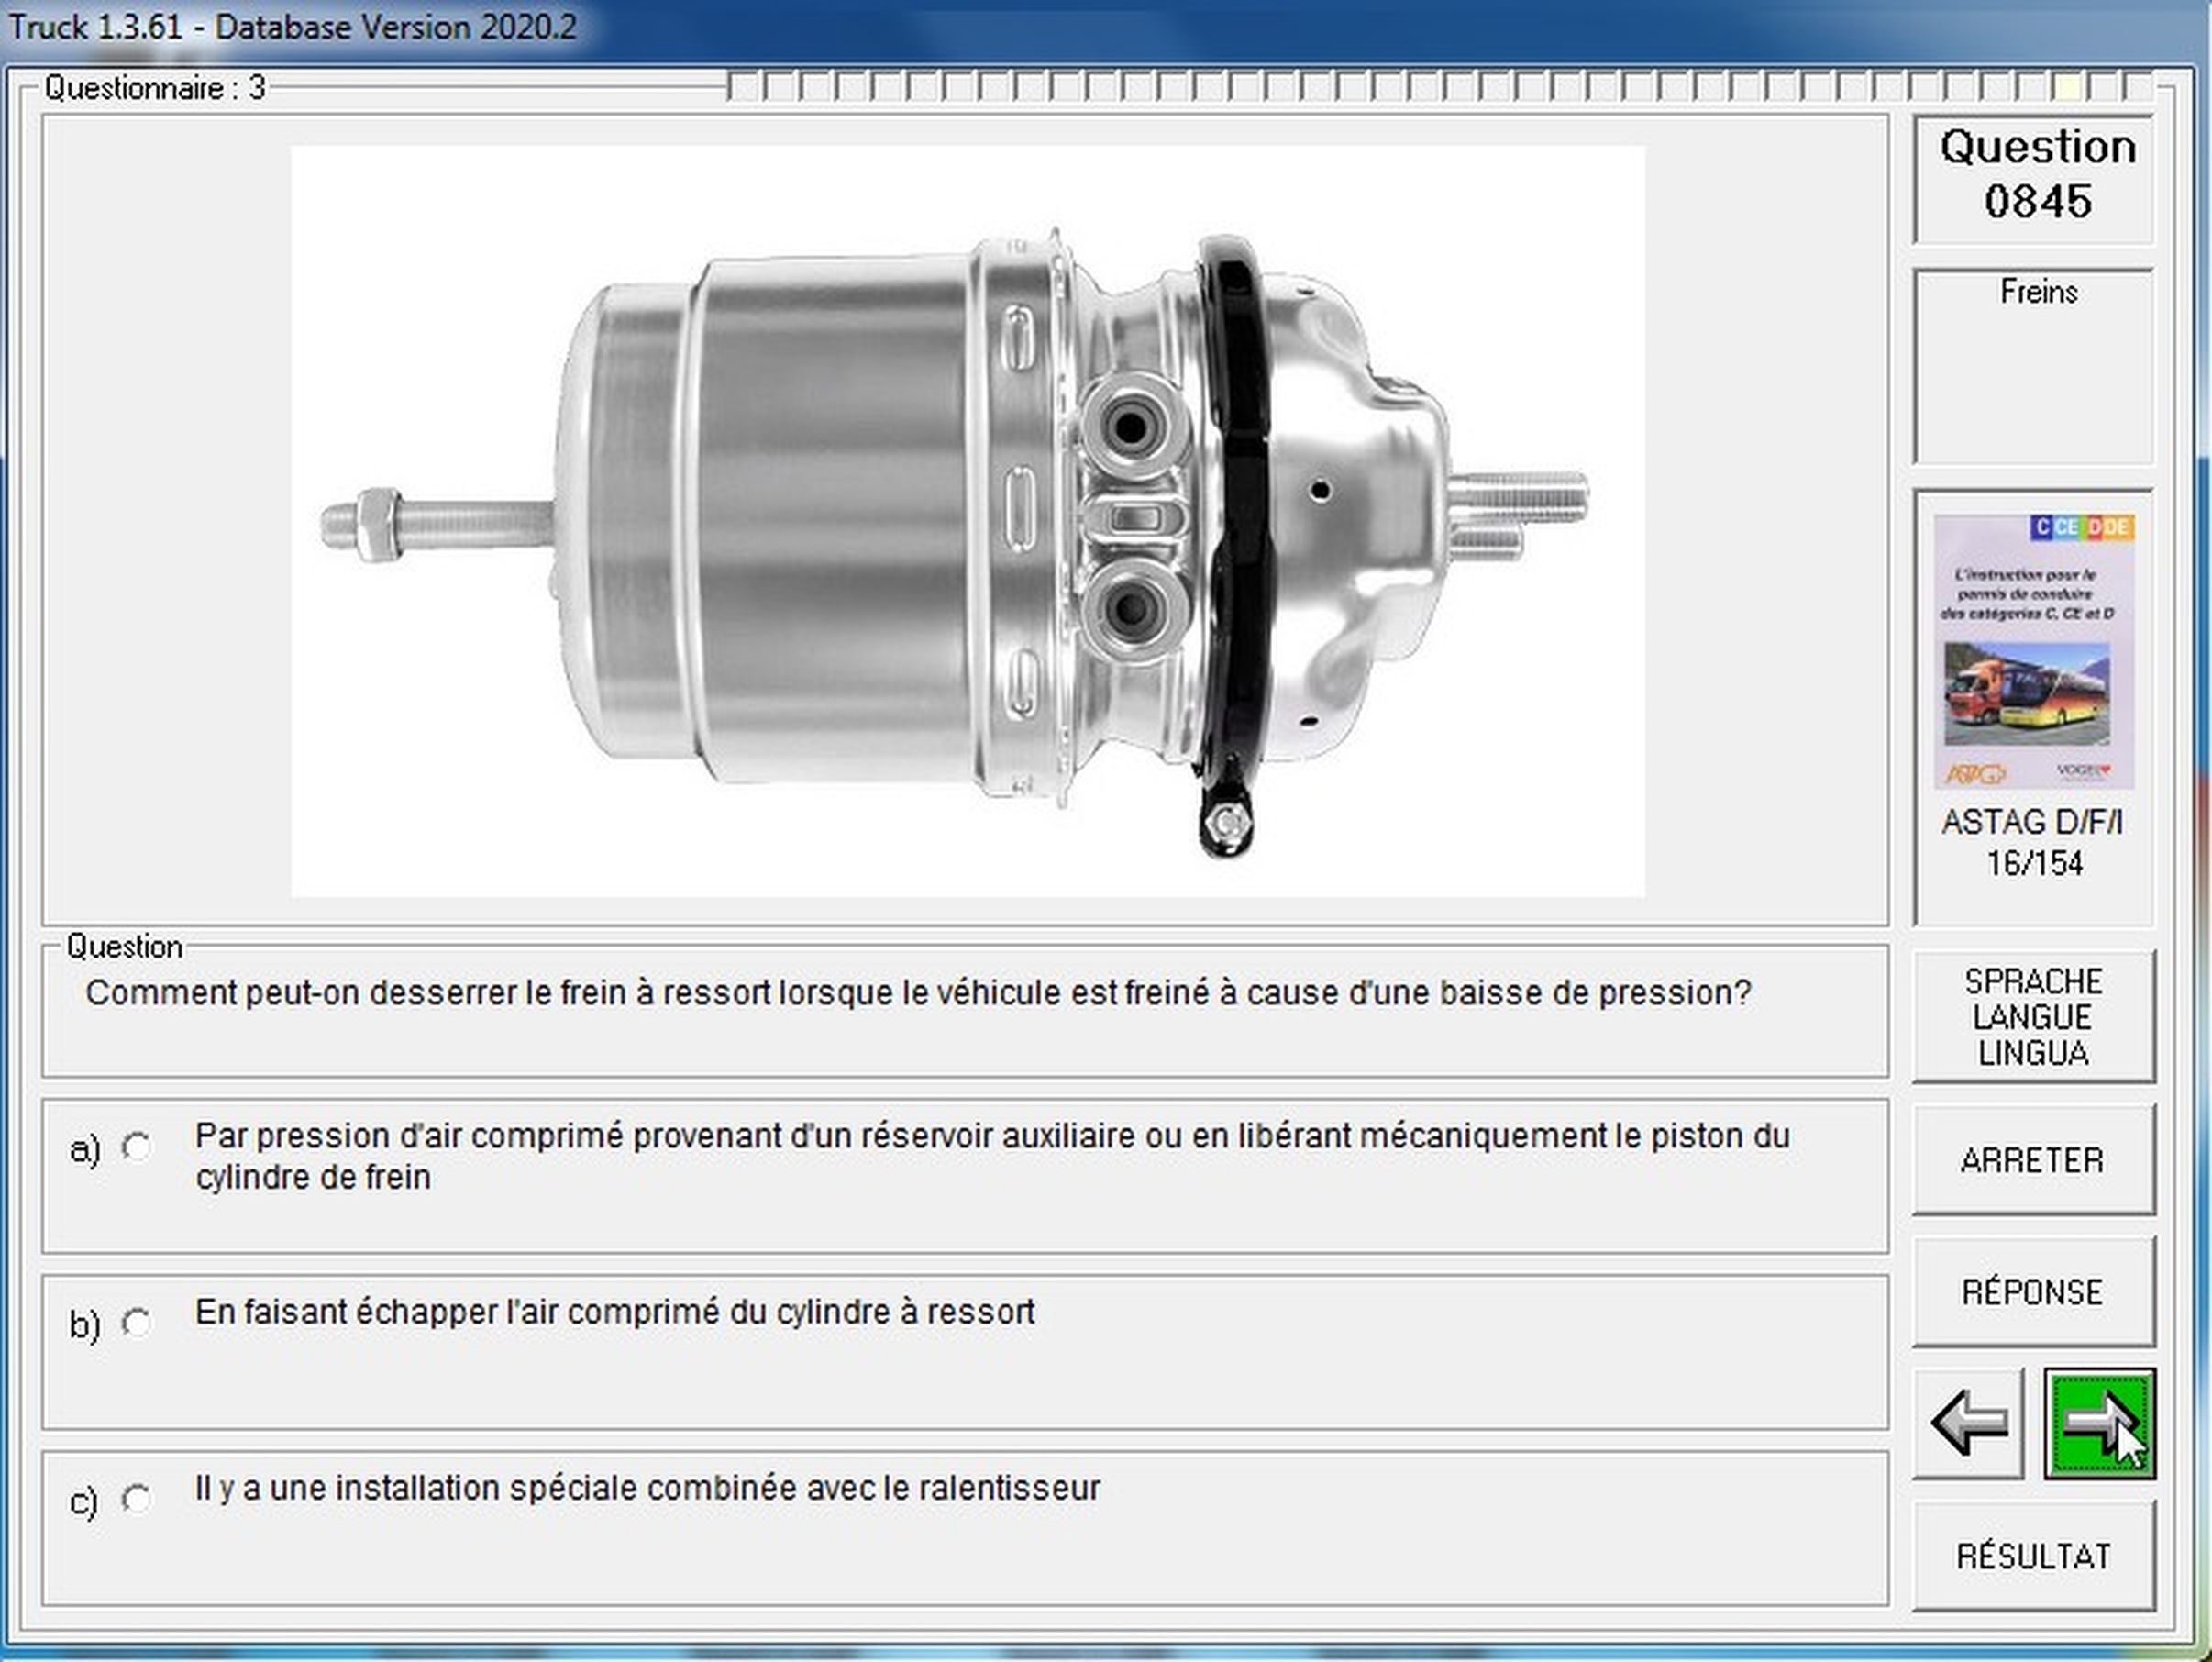 Truck 1.3.61 - Database Version 2020.2
Questionnaire : 3
Question
0845
Freins
C CE D DE
L'instruction pour le
permis de conduire
des catégories C, CE et D
ASTAG
VOGEL
ASTAG D/F/I
16/154
Question
Comment peut-on desserrer le frein à ressort lorsque le véhicule est freiné à cause d'une baisse de pression?
SPRACHE
LANGUE
LINGUA
a) Par pression d'air comprimé provenant d'un réservoir auxiliaire ou en libérant mécaniquement le piston du
cylindre de frein
ARRETER
b) En faisant échapper l'air comprimé du cylindre à ressort
RÉPONSE
c) Il y a une installation spéciale combinée avec le ralentisseur
RÉSULTAT